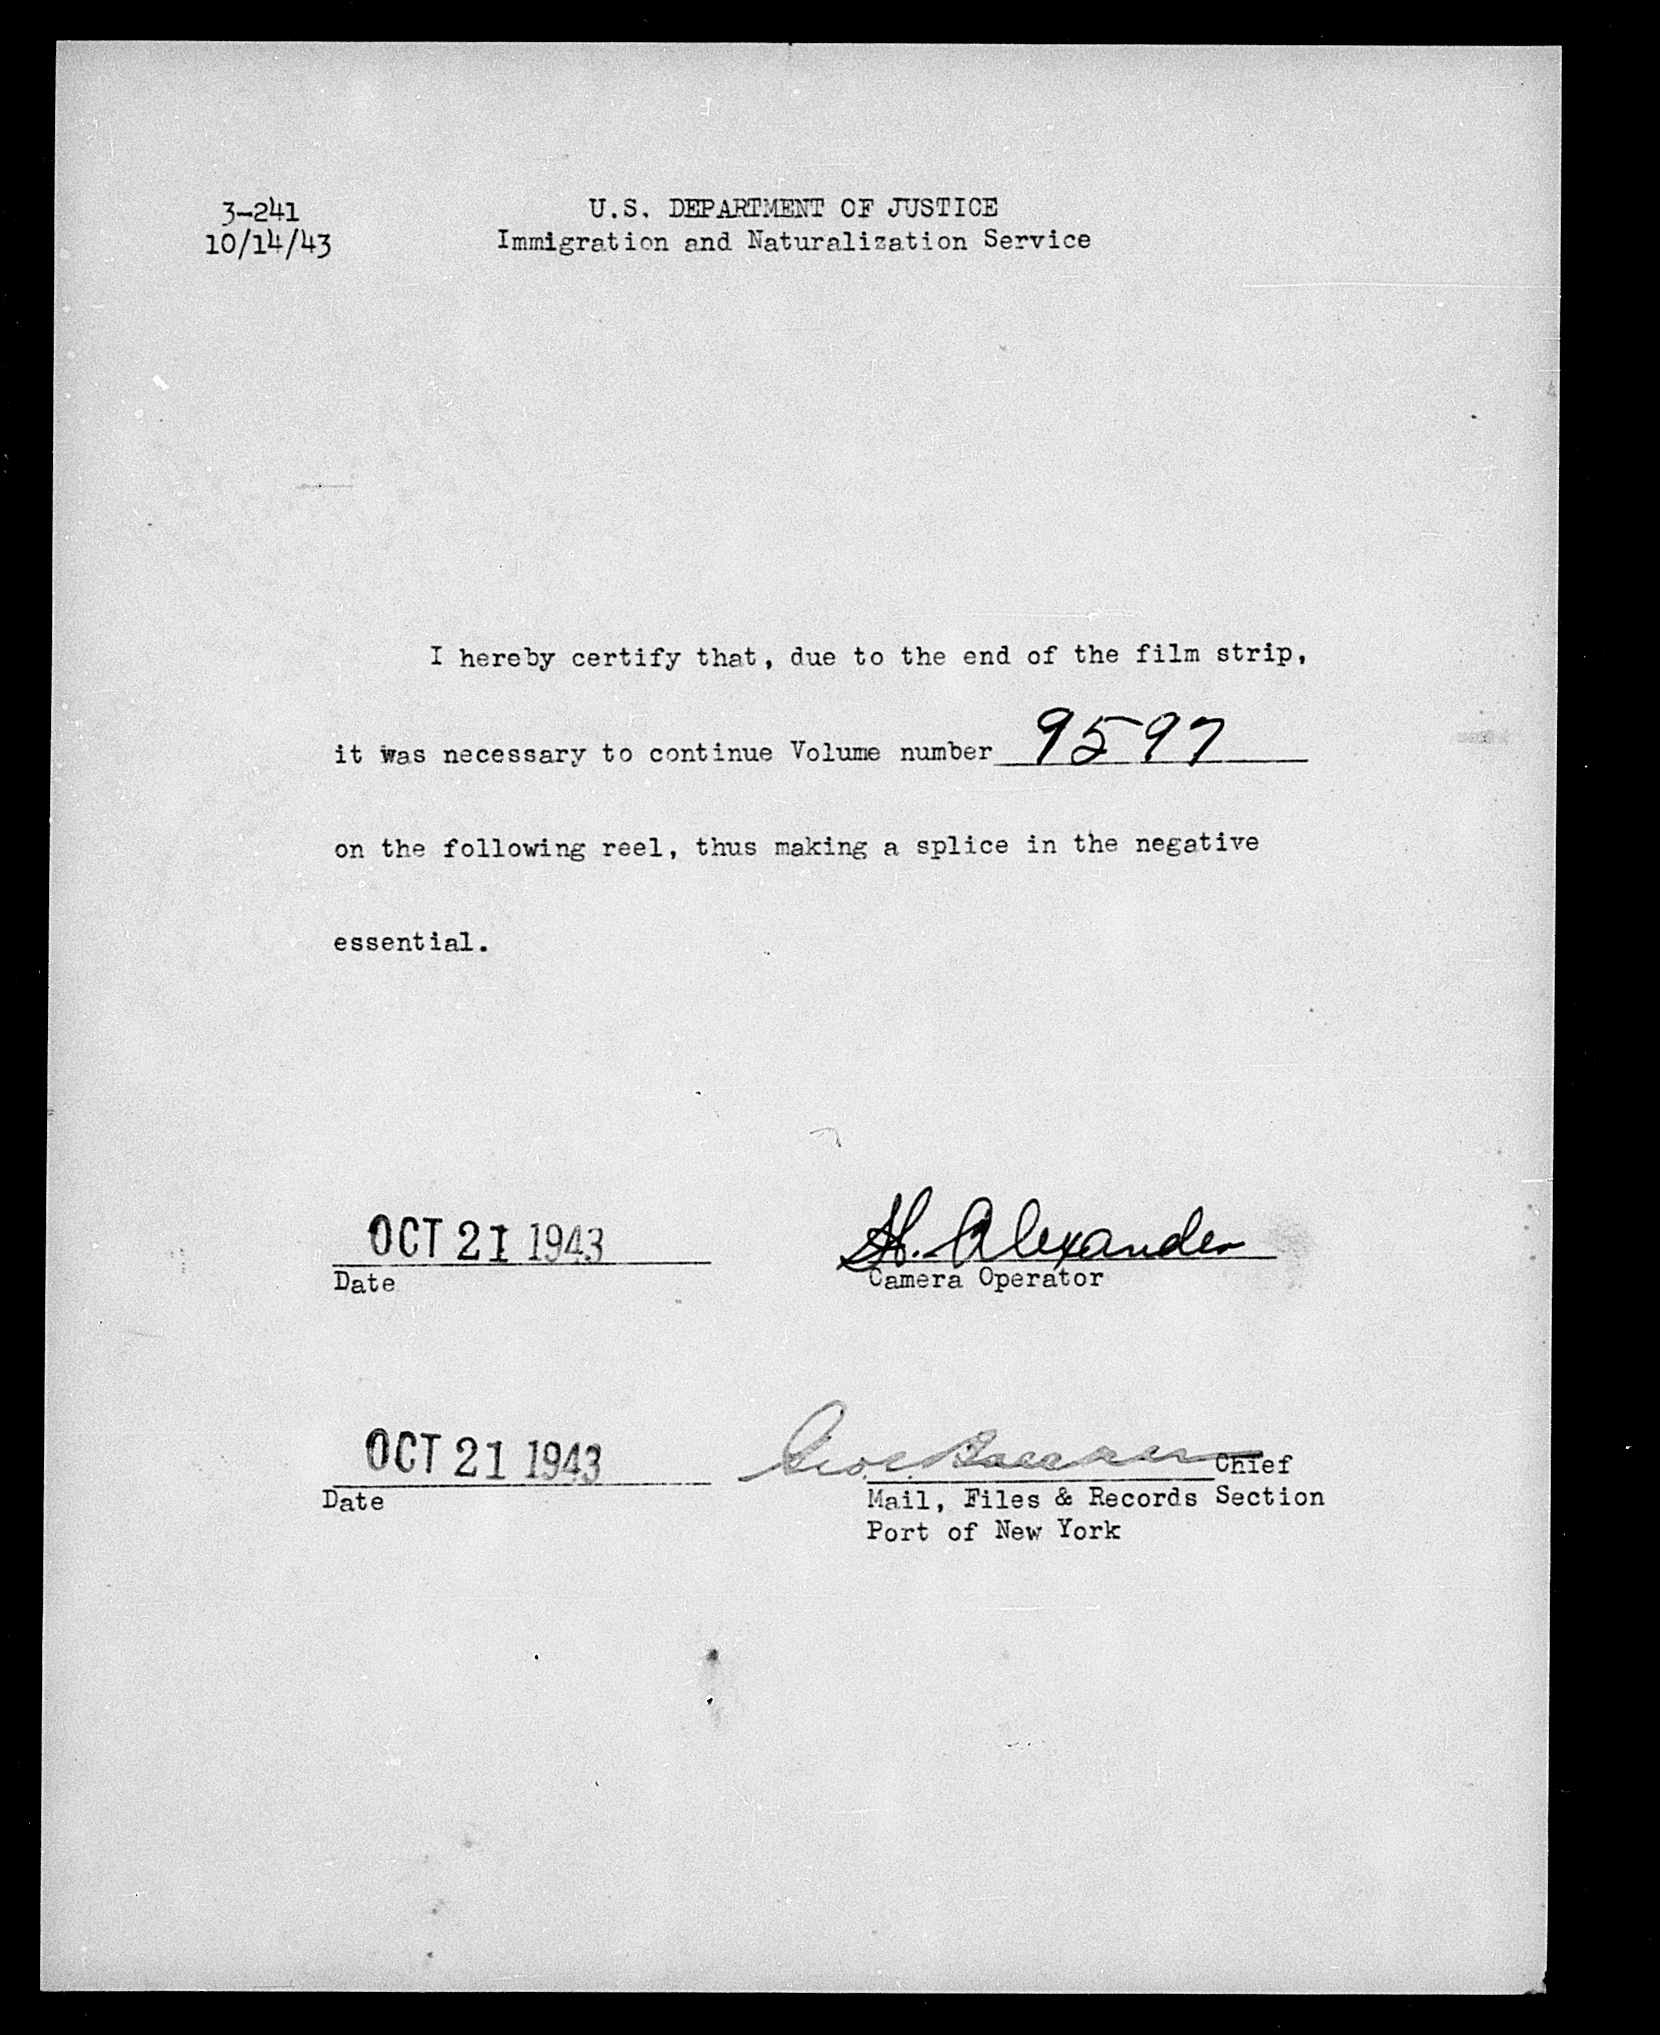 3-241
10/14/43
U.S. DEPARTMENT OF JUSTICE
Immigration and Naturalization Service
I hereby certify that, due to the end of the film strip,
it was necessary to continue Volume number 9597
on the following reel, thus making a splice in the negative
essential.
OCT 21 1943
Date
H. Alexander
Camera Operator
OCT 21 1943
Date
Chief
Mail, Files & Records Section
Port of New York